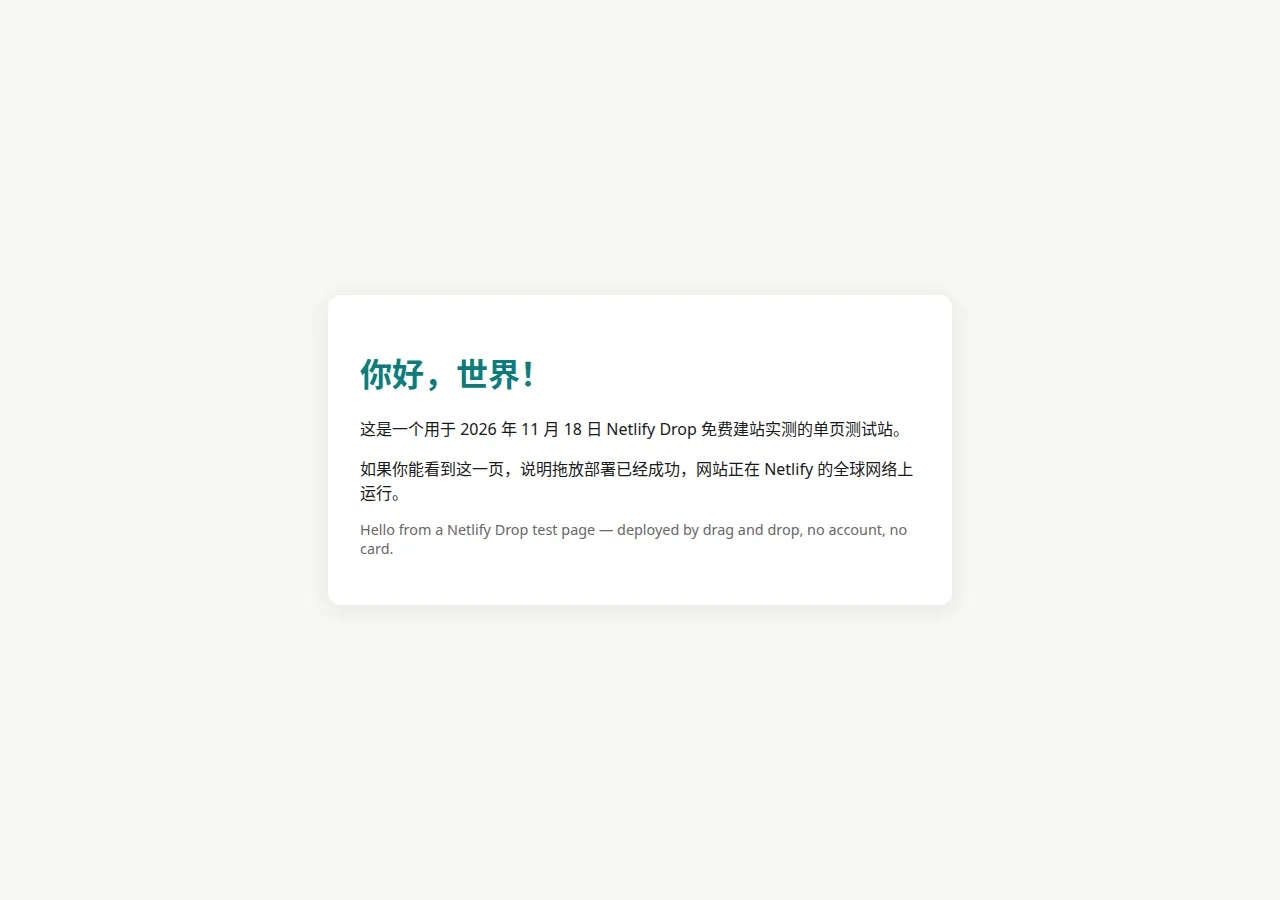 你好，世界！
这是一个用于 2026 年 11 月 18 日 Netlify Drop 免费建站实测的单页测试站。
如果你能看到这一页，说明拖放部署已经成功，网站正在 Netlify 的全球网络上
运行。
Hello from a Netlify Drop test page — deployed by drag and drop, no account, no
card.